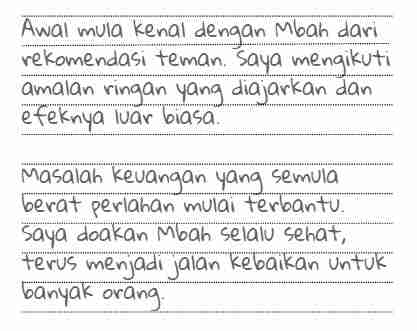 Awal mula kenal dengan Mbah dari
rekomendasi teman. Saya mengikuti
amalan ringan yang diajarkan dan
efeknya luar biasa.
Masalah keuangan yang semula
berat perlahan mulai terbantu.
Saya doakan Mbah selalu sehat,
terus menjadi jalan kebaikan untuk
banyak orang.